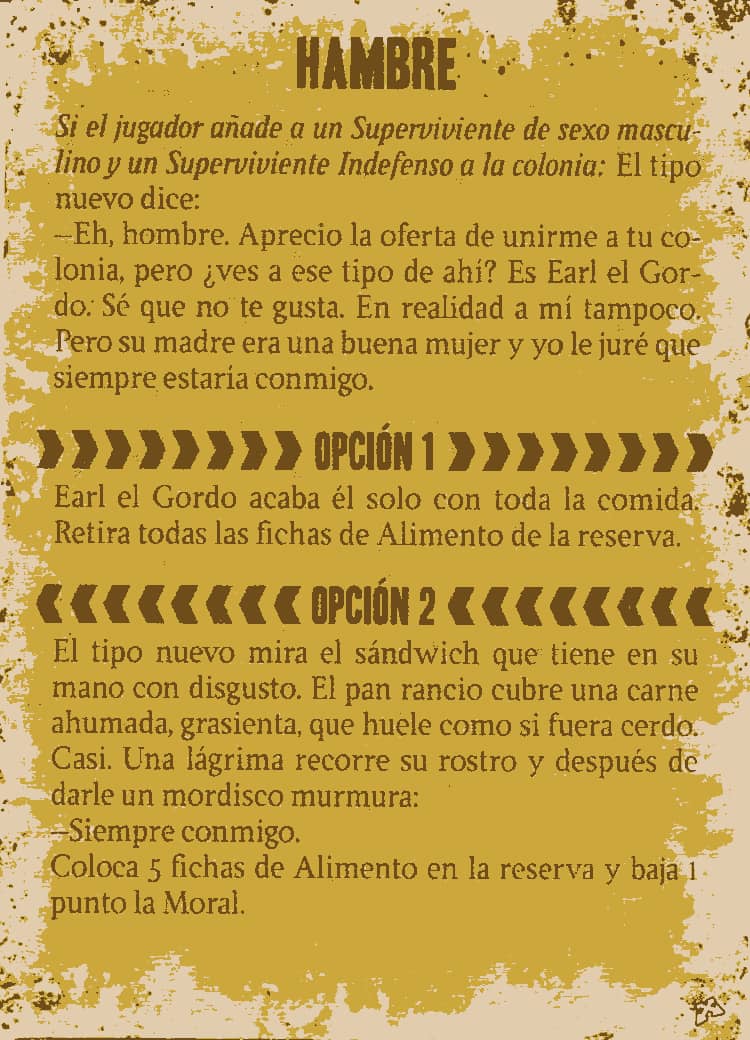 HAMBRE
Si el jugador añade a un Superviviente de sexo mascu-
lino y un Superviviente Indefenso a la colonia: El tipo
nuevo dice:
—Eh, hombre. Aprecio la oferta de unirme a tu co-
lonia, pero ¿ves a ese tipo de ahí? Es Earl el Gor-
do. Sé que no te gusta. En realidad a mí tampoco.
Pero su madre era una buena mujer y yo le juré que
siempre estaría conmigo.
OPCIÓN 1
Earl el Gordo acaba él solo con toda la comida.
Retira todas las fichas de Alimento de la reserva.
OPCIÓN 2
El tipo nuevo mira el sándwich que tiene en su
mano con disgusto. El pan rancio cubre una carne
ahumada, grasienta, que huele como si fuera cerdo.
Casi. Una lágrima recorre su rostro y después de
darle un mordisco murmura:
—Siempre conmigo.
Coloca 5 fichas de Alimento en la reserva y baja 1
punto la Moral.